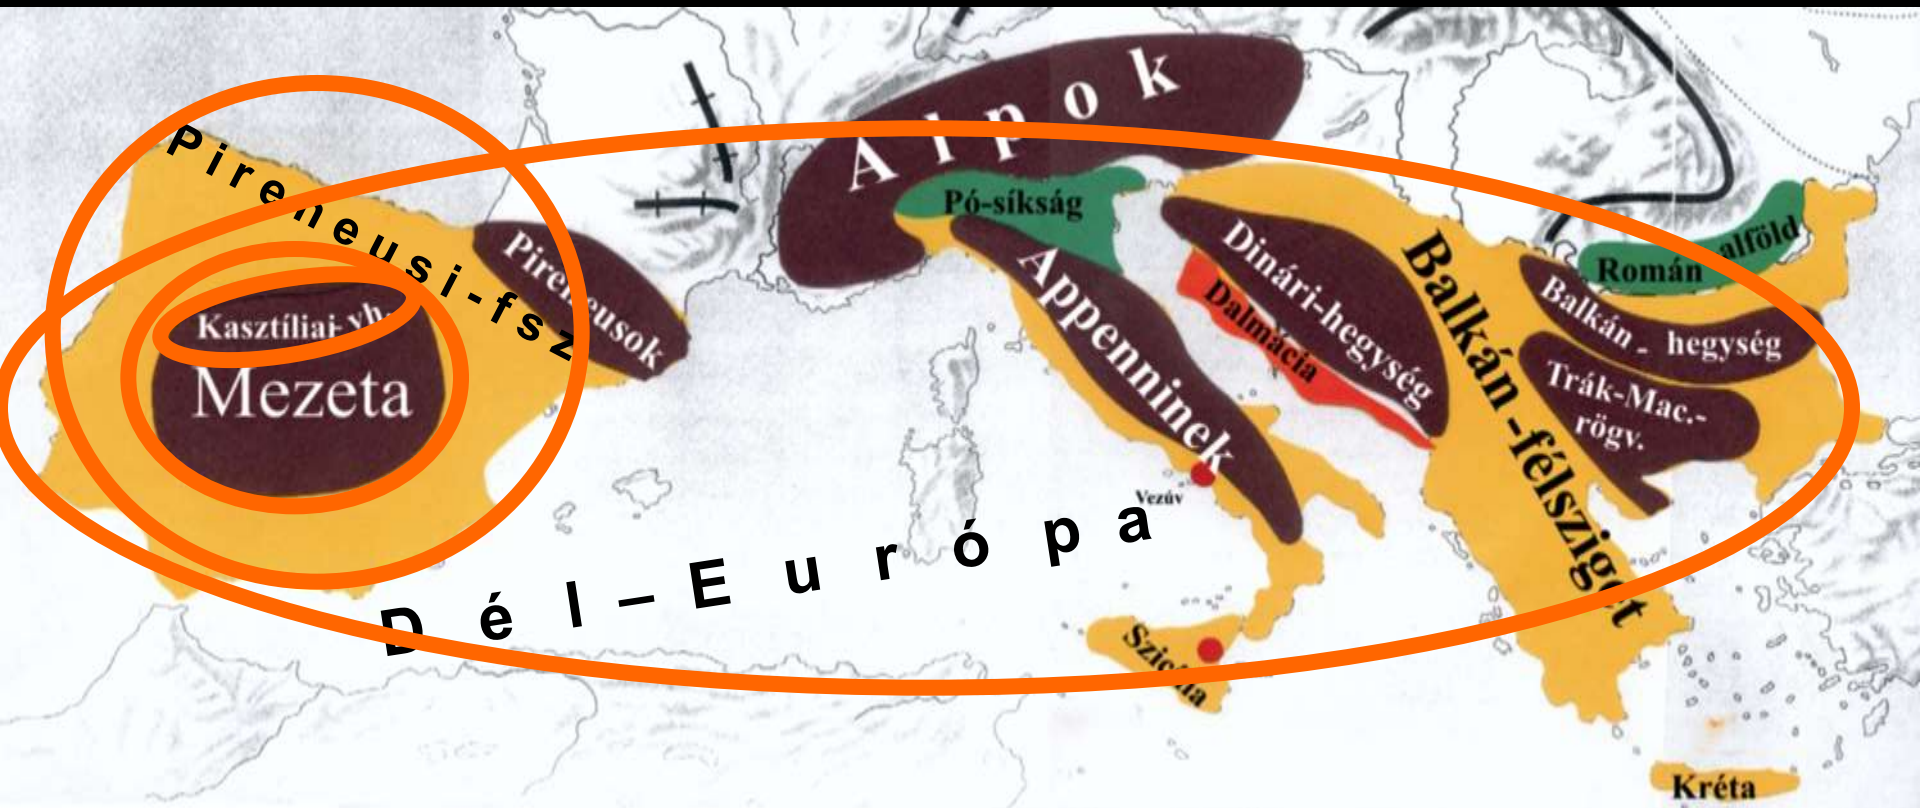 Alpok
Pireneusi-fsz
Pó-síkság
Pireneusok
Dinári-hegység
Balkán-félsziget
Román alföld
Appenninek
Dalmácia
Balkán- hegység
Kasztíliai-vh.
Mezeta
Trák-Mac.-
rögv.
Vezúv
Dél–Európa
Szicília
Kréta